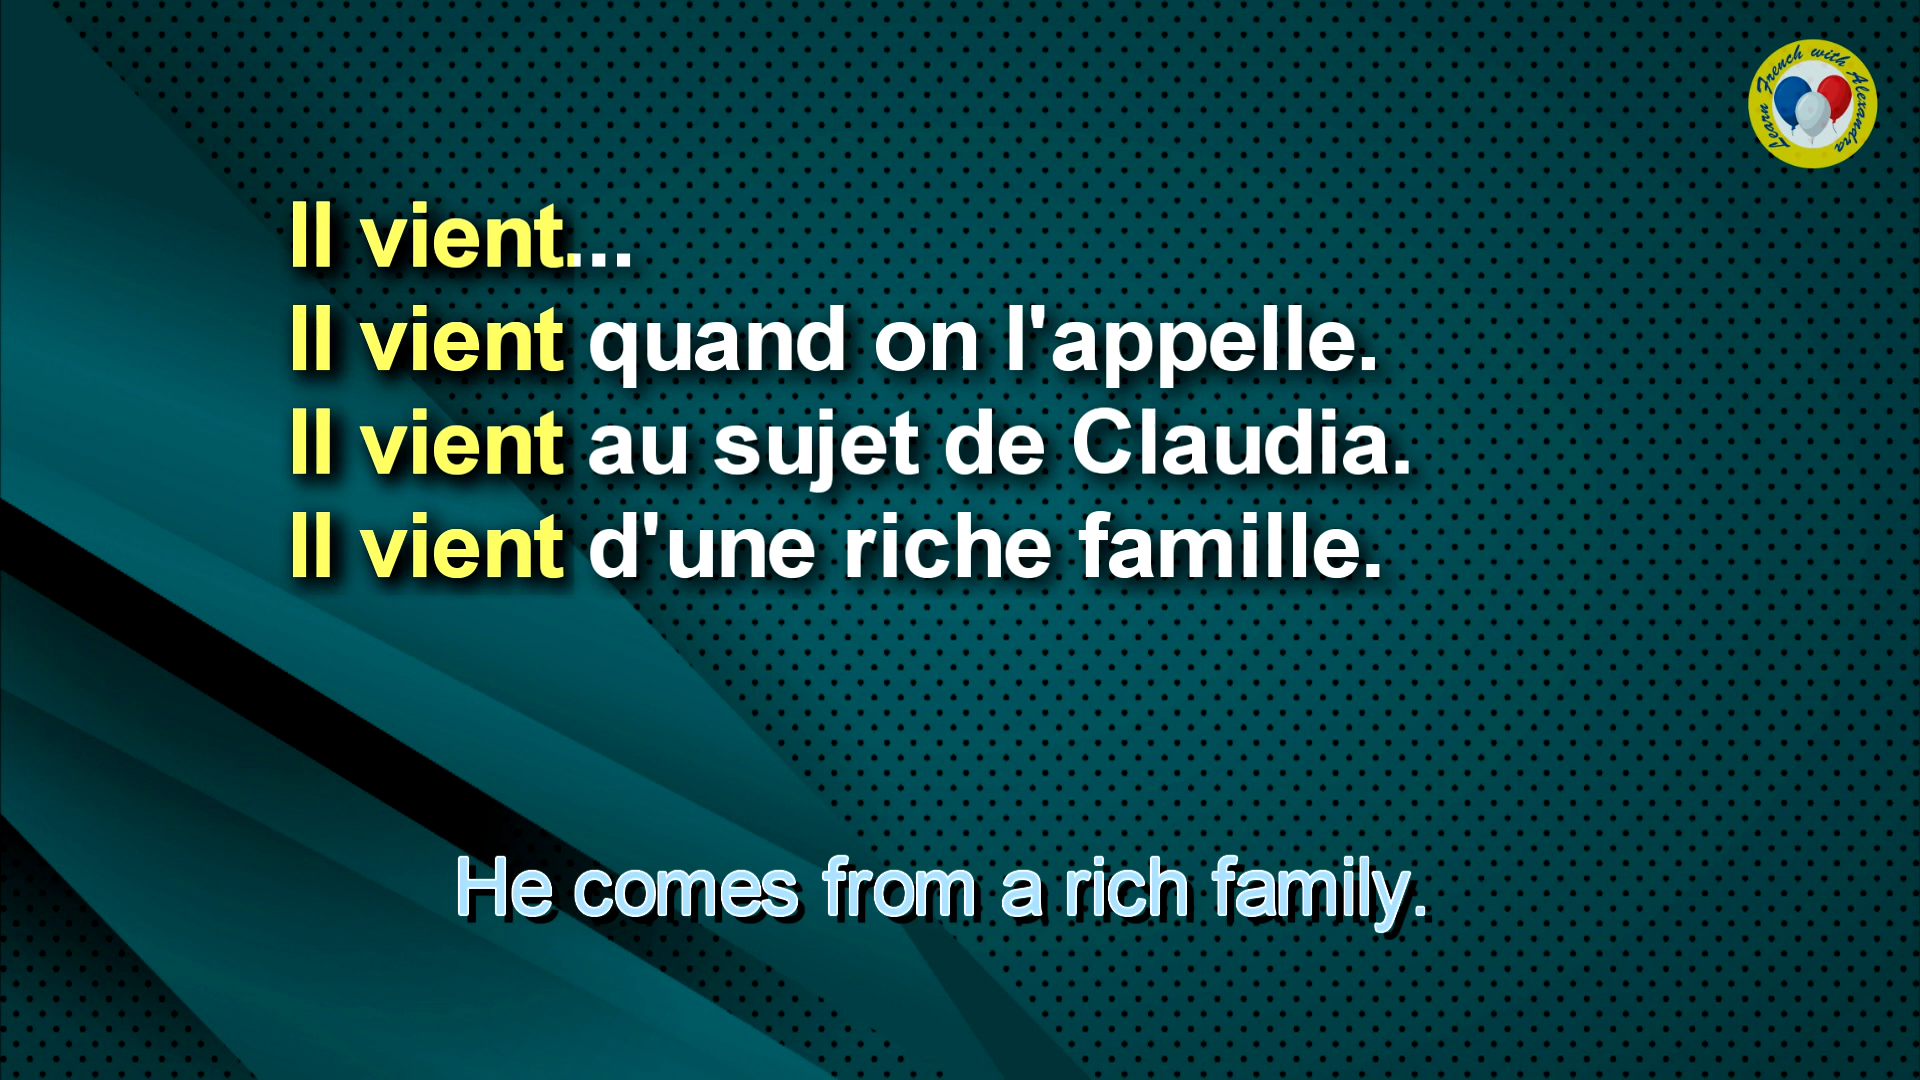 Learn French with Alexandra
Il vient...
Il vient quand on l'appelle.
Il vient au sujet de Claudia.
Il vient d'une riche famille.
He comes from a rich family.